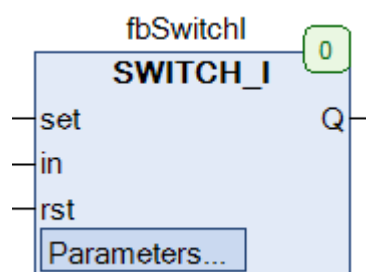 fbSwitchI
0
SWITCH_I
set Q
in
rst
Parameters...